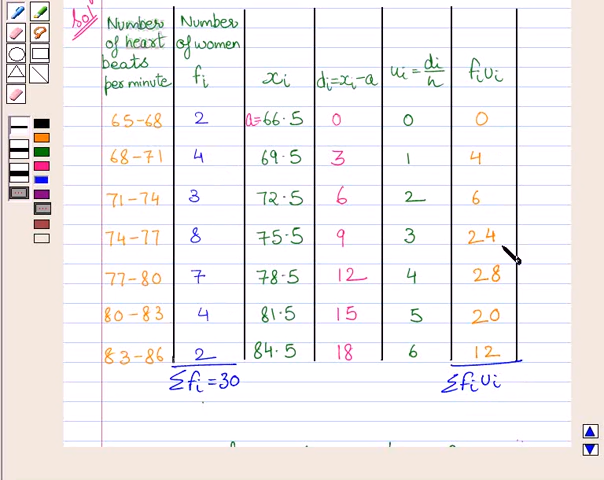 Sol
Number of heart beats per minute | Number of women fi | xi | di=xi-a | ui=di/h | fiui
65-68 | 2 | a=66·5 | 0 | 0 | 0
68-71 | 4 | 69·5 | 3 | 1 | 4
71-74 | 3 | 72·5 | 6 | 2 | 6
74-77 | 8 | 75·5 | 9 | 3 | 24
77-80 | 7 | 78·5 | 12 | 4 | 28
80-83 | 4 | 81·5 | 15 | 5 | 20
83-86 | 2 | 84·5 | 18 | 6 | 12
Σfi=30 | Σfiui